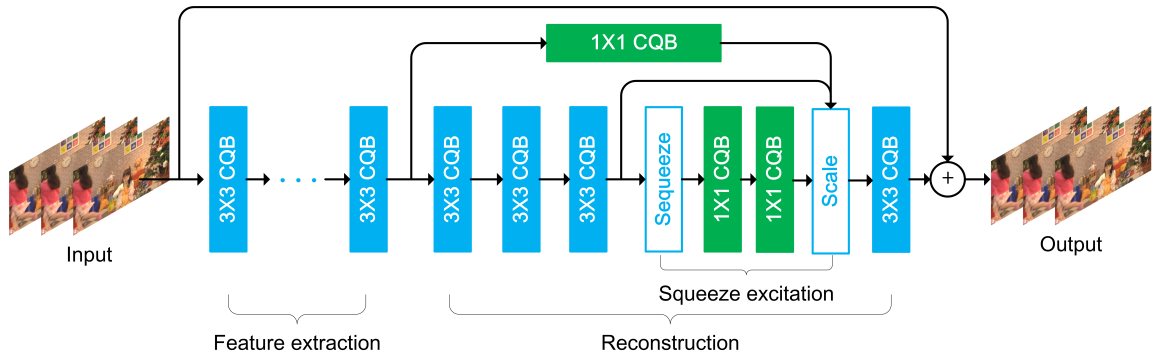 1X1 CQB
Input
3X3 CQB
3X3 CQB
3X3 CQB
3X3 CQB
3X3 CQB
Sequeeze
1X1 CQB
1X1 CQB
Scale
3X3 CQB
+
Output
Squeeze excitation
Feature extraction
Reconstruction